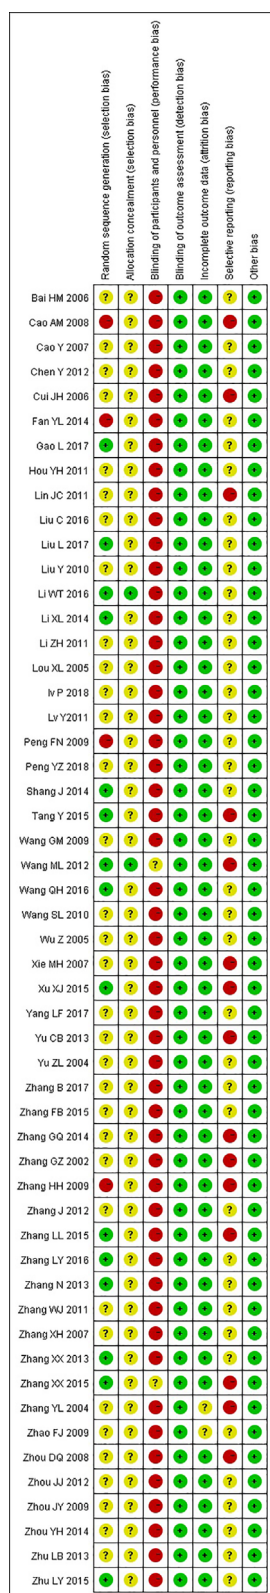 Random sequence generation (selection bias)
Allocation concealment (selection bias)
Blinding of participants and personnel (performance bias)
Blinding of outcome assessment (detection bias)
Incomplete outcome data (attrition bias)
Selective reporting (reporting bias)
Other bias
Bai HM 2006 ? ? - + + ? +
Cao AM 2008 - ? - + + - +
Cao Y 2007 ? ? - + + ? +
Chen Y 2012 ? ? - + + ? +
Cui JH 2006 ? ? - + + - +
Fan YL 2014 - ? - + + ? +
Gao L 2017 + ? - + + ? +
Hou YH 2011 ? ? - + + ? +
Lin JC 2011 ? ? - + + - +
Liu C 2016 ? ? - + + ? +
Liu L 2017 + ? - + + ? +
Liu Y 2010 ? ? - + + ? +
Li WT 2016 + + - + + ? +
Li XL 2014 + ? - + + ? +
Li ZH 2011 ? ? - + + ? +
Lou XL 2005 ? ? - + + ? +
lv P 2018 ? ? - + + ? +
Lv Y2011 ? ? - + + ? +
Peng FN 2009 - ? - + + ? +
Peng YZ 2018 ? ? - + + ? +
Shang J 2014 + ? - + + ? +
Tang Y 2015 + ? - + + - +
Wang GM 2009 ? ? - + + ? +
Wang ML 2012 + + ? + + - +
Wang QH 2016 + ? - + + ? +
Wang SL 2010 ? ? - + + ? +
Wu Z 2005 ? ? - + + ? +
Xie MH 2007 ? ? - + + - +
Xu XJ 2015 + ? - + + - +
Yang LF 2017 ? ? - + + ? +
Yu CB 2013 ? ? - + + - +
Yu ZL 2004 ? ? - + + ? +
Zhang B 2017 ? ? - + + ? +
Zhang FB 2015 ? ? - + + ? +
Zhang GQ 2014 ? ? - + + - +
Zhang GZ 2002 ? ? - + + - +
Zhang HH 2009 - ? - + + - +
Zhang J 2012 ? ? - + + ? +
Zhang LL 2015 + ? - + + - +
Zhang LY 2016 + ? - + + ? +
Zhang N 2013 + ? - + + ? +
Zhang WJ 2011 ? ? - + + ? +
Zhang XH 2007 ? ? - + + ? +
Zhang XX 2013 + ? - + + ? +
Zhang XX 2015 + ? ? + + - +
Zhang YL 2004 ? ? - + ? - +
Zhao FJ 2009 ? ? - + ? ? +
Zhou DQ 2008 ? ? - + + - +
Zhou JJ 2012 ? ? - + + ? +
Zhou JY 2009 ? ? - + + ? +
Zhou YH 2014 ? ? - + + ? +
Zhu LB 2013 ? ? - + + ? +
Zhu LY 2015 + ? - + + ? +